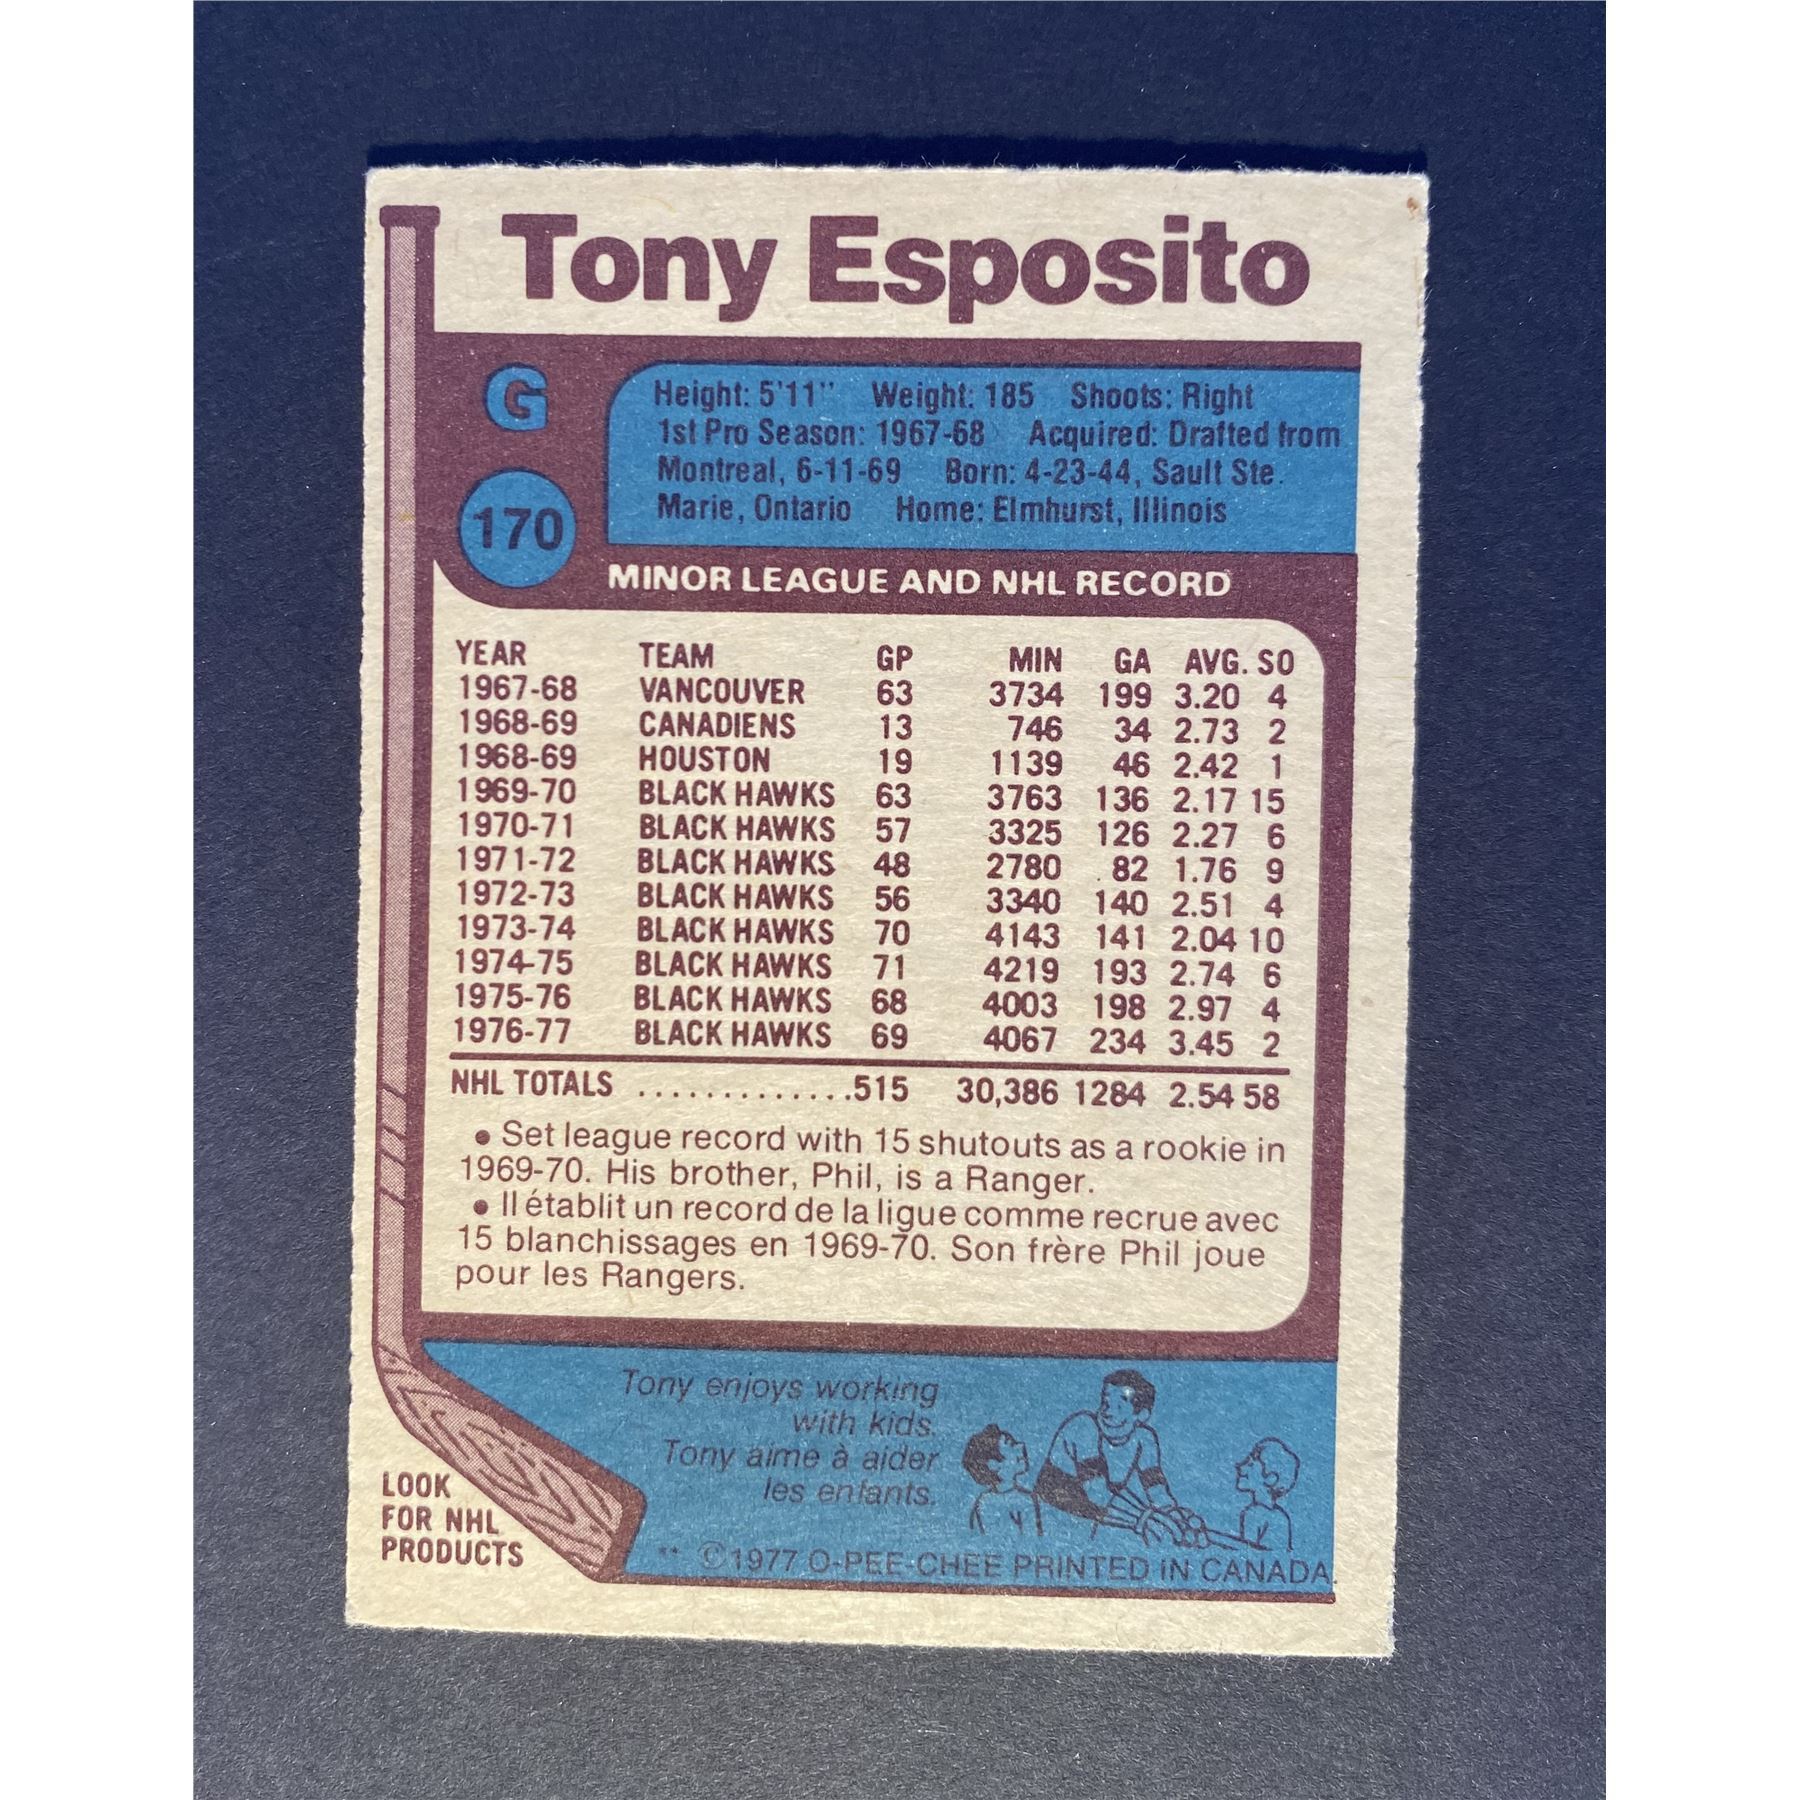 Tony Esposito
G
170
Height: 5'11" Weight: 185 Shoots: Right
1st Pro Season: 1967-68 Acquired: Drafted from
Montreal, 6-11-69 Born: 4-23-44, Sault Ste.
Marie, Ontario Home: Elmhurst, Illinois
MINOR LEAGUE AND NHL RECORD
YEAR TEAM GP MIN GA AVG. SO
1967-68 VANCOUVER 63 3734 199 3.20 4
1968-69 CANADIENS 13 746 34 2.73 2
1968-69 HOUSTON 19 1139 46 2.42 1
1969-70 BLACK HAWKS 63 3763 136 2.17 15
1970-71 BLACK HAWKS 57 3325 126 2.27 6
1971-72 BLACK HAWKS 48 2780 82 1.76 9
1972-73 BLACK HAWKS 56 3340 140 2.51 4
1973-74 BLACK HAWKS 70 4143 141 2.04 10
1974-75 BLACK HAWKS 71 4219 193 2.74 6
1975-76 BLACK HAWKS 68 4003 198 2.97 4
1976-77 BLACK HAWKS 69 4067 234 3.45 2
NHL TOTALS .............515 30,386 1284 2.54 58
• Set league record with 15 shutouts as a rookie in
1969-70. His brother, Phil, is a Ranger.
• Il établit un record de la ligue comme recrue avec
15 blanchissages en 1969-70. Son frère Phil joue
pour les Rangers.
Tony enjoys working
with kids.
Tony aime à aider
les enfants.
LOOK
FOR NHL
PRODUCTS
** ©1977 O-PEE-CHEE PRINTED IN CANADA.